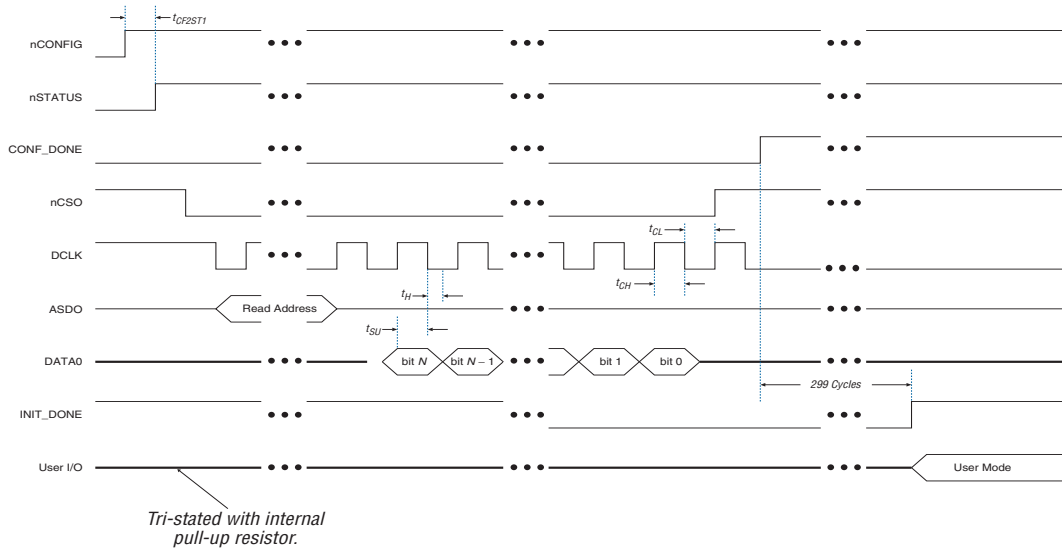 tCF2ST1
nCONFIG
nSTATUS
CONF_DONE
nCSO
tCL
DCLK
tH
tCH
ASDO
Read Address
tSU
DATA0
bit N
bit N – 1
bit 1
bit 0
299 Cycles
INIT_DONE
User I/O
User Mode
Tri-stated with internal
pull-up resistor.